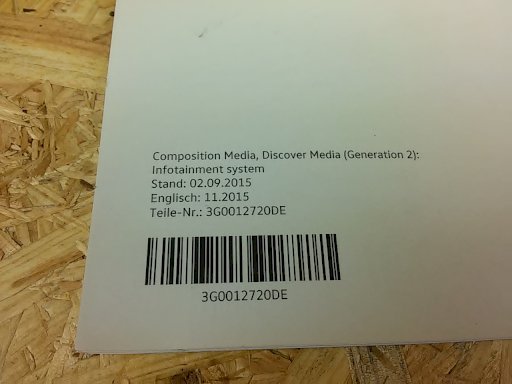 Composition Media, Discover Media (Generation 2):
Infotainment system
Stand: 02.09.2015
Englisch: 11.2015
Teile-Nr.: 3G0012720DE
3G0012720DE